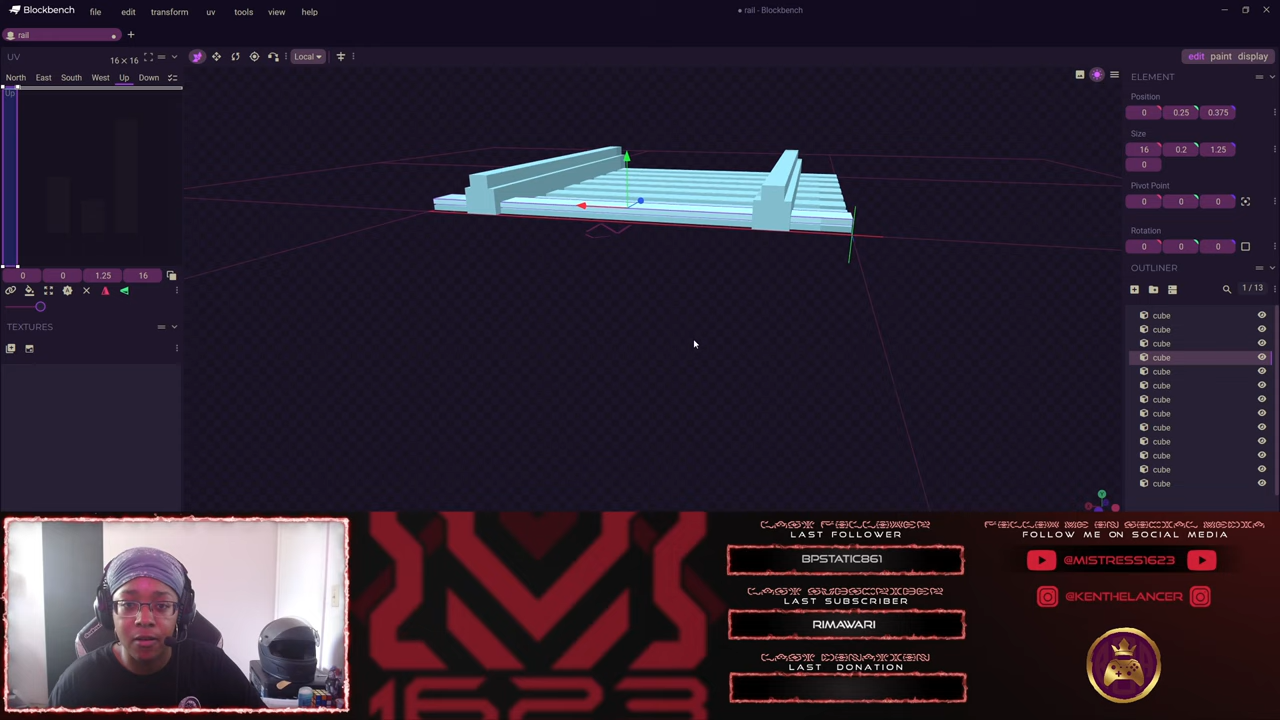 Blockbench
file
edit
transform
uv
tools
view
help
rail - Blockbench
rail
UV
16×16
North
East
South
West
Up
Down
Up
0
0
1.25
16
TEXTURES
Local
edit
paint
display
ELEMENT
Position
0
0.25
0.375
Size
16
0.2
1.25
0
Pivot Point
0
0
0
Rotation
0
0
0
OUTLINER
1 / 13
cube
cube
cube
cube
cube
cube
cube
cube
cube
cube
cube
cube
cube
1623
LAST FOLLOWER
BPSTATIC861
LAST SUBSCRIBER
RIMAWARI
LAST DONATION
FOLLOW ME ON SOCIAL MEDIA
@MISTRESS1623
@KENTHELANCER